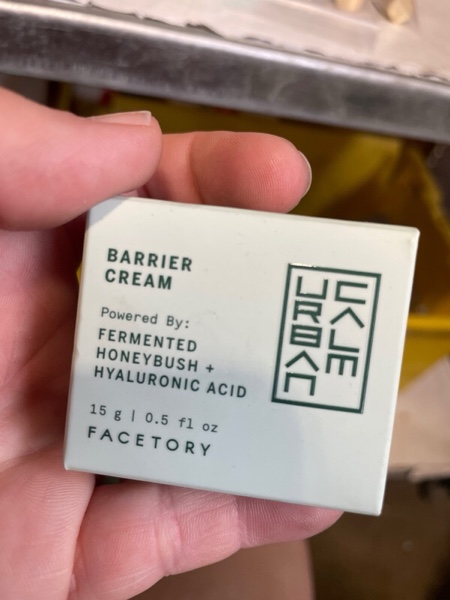 BARRIER
CREAM
Powered By:
FERMENTED
HONEYBUSH +
HYALURONIC ACID
15 g | 0.5 fl oz
FACETORY
URBAN
CALM